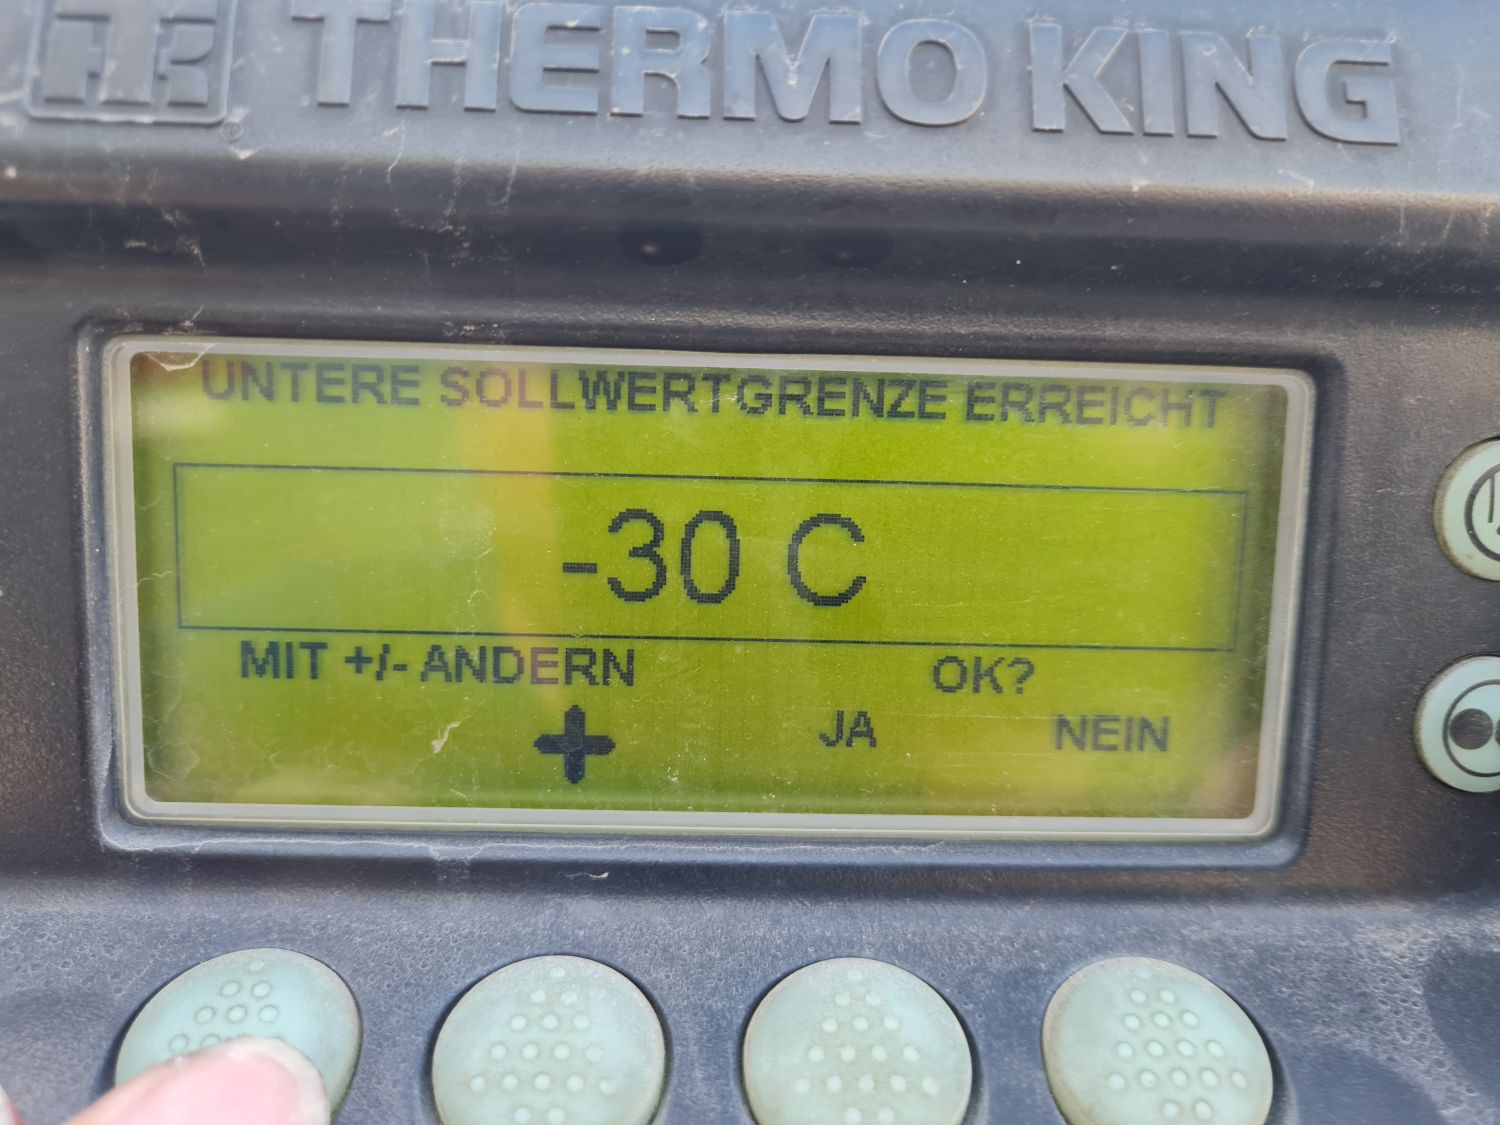 THERMO KING
UNTERE SOLLWERTGRENZE ERREICHT
-30 C
MIT +/- ANDERN OK?
+ JA NEIN